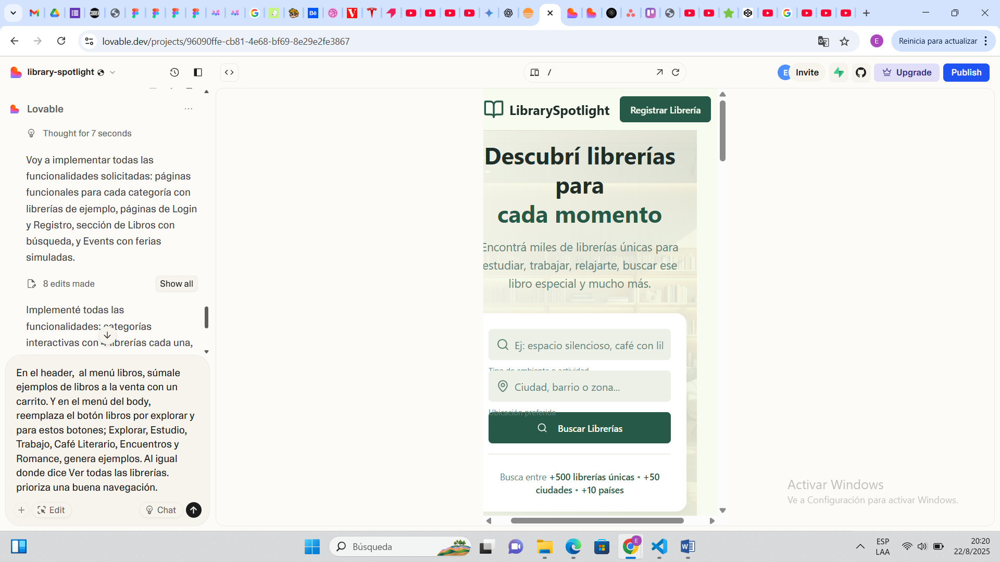 lovable.dev/projects/96090ffe-cb81-4e68-bf69-8e29e2fe3867
E
Reinicia para actualizar
library-spotlight
/
E
Invite
Upgrade
Publish
Lovable
Thought for 7 seconds
Voy a implementar todas las
funcionalidades solicitadas: páginas
funcionales para cada categoría con
librerías de ejemplo, páginas de Login
y Registro, sección de Libros con
búsqueda, y Events con ferias
simuladas.
8 edits made
Show all
Implementé todas las
funcionalidades: categorías
interactivas con 4 librerías cada una,
En el header,  al menú libros, súmale
ejemplos de libros a la venta con un
carrito. Y en el menú del body,
reemplaza el botón libros por explorar y
para estos botones; Explorar, Estudio,
Trabajo, Café Literario, Encuentros y
Romance, genera ejemplos. Al igual
donde dice Ver todas las librerías.
prioriza una buena navegación.
Edit
Chat
LibrarySpotlight
Registrar Librería
Descubrí librerías
para
cada momento
Encontrá miles de librerías únicas para
estudiar, trabajar, relajarte, buscar ese
libro especial y mucho más.
Ej: espacio silencioso, café con lil
Tipo de ambiente o actividad
Ciudad, barrio o zona...
Ubicación preferida
Buscar Librerías
Busca entre +500 librerías únicas • +50
ciudades • +10 países
Activar Windows
Ve a Configuración para activar Windows.
Búsqueda
E
ESP
LAA
20:20
22/8/2025